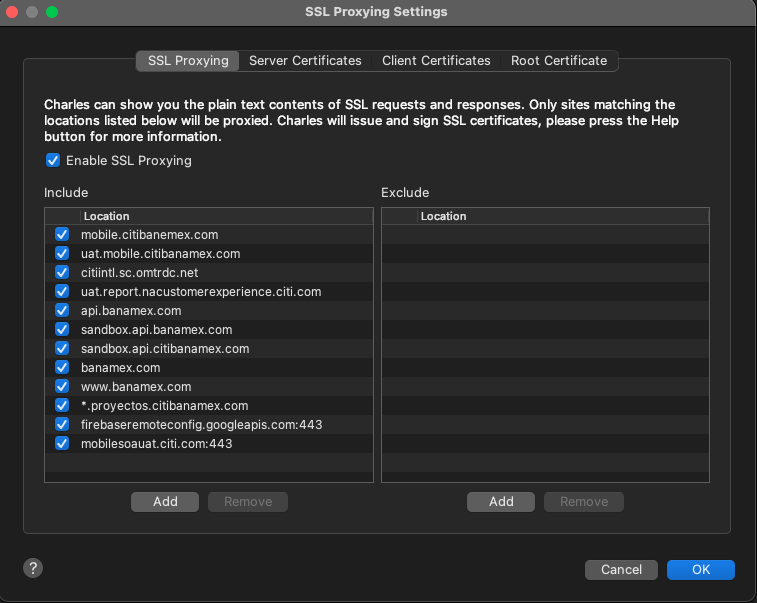 SSL Proxying Settings
SSL Proxying Server Certificates Client Certificates Root Certificate
Charles can show you the plain text contents of SSL requests and responses. Only sites matching the
locations listed below will be proxied. Charles will issue and sign SSL certificates, please press the Help
button for more information.
Enable SSL Proxying
Include Exclude
Location Location
mobile.citibanemex.com
uat.mobile.citibanamex.com
citiintl.sc.omtrdc.net
uat.report.nacustomerexperience.citi.com
api.banamex.com
sandbox.api.banamex.com
sandbox.api.citibanamex.com
banamex.com
www.banamex.com
*.proyectos.citibanamex.com
firebaseremoteconfig.googleapis.com:443
mobilesoauat.citi.com:443
Add Remove Add Remove
? Cancel OK